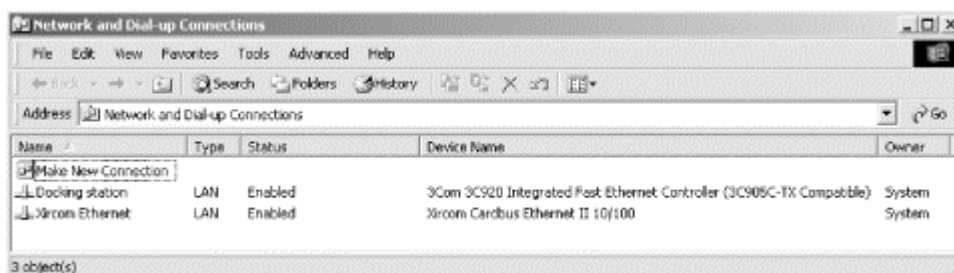 Network and Dial-up Connections
File Edit View Favorites Tools Advanced Help
Back Search Folders History
Address Network and Dial-up Connections Go
Name Type Status Device Name Owner
Make New Connection
Docking station LAN Enabled 3Com 3C920 Integrated Fast Ethernet Controller (3C905C-TX Compatible) System
Xircom Ethernet LAN Enabled Xircom Cardbus Ethernet II 10/100 System
3 object(s)